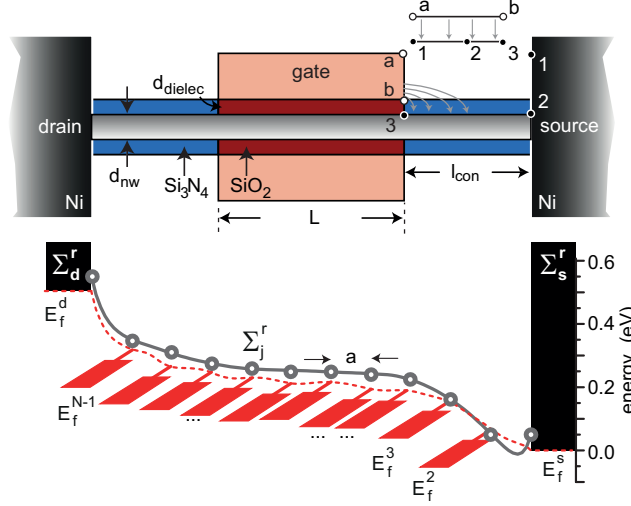 a b
1 2 3
gate
a
1
d_dielec
b
2
drain
3
source
d_nw
Si3N4
SiO2
l_con
Ni
Ni
L
Σ_d^r
Σ_s^r
0.6
E_f^d
Σ_j^r
a
0.4
energy (eV)
0.2
E_f^N-1
...
... ...
E_f^3
E_f^2
0.0
E_f^s